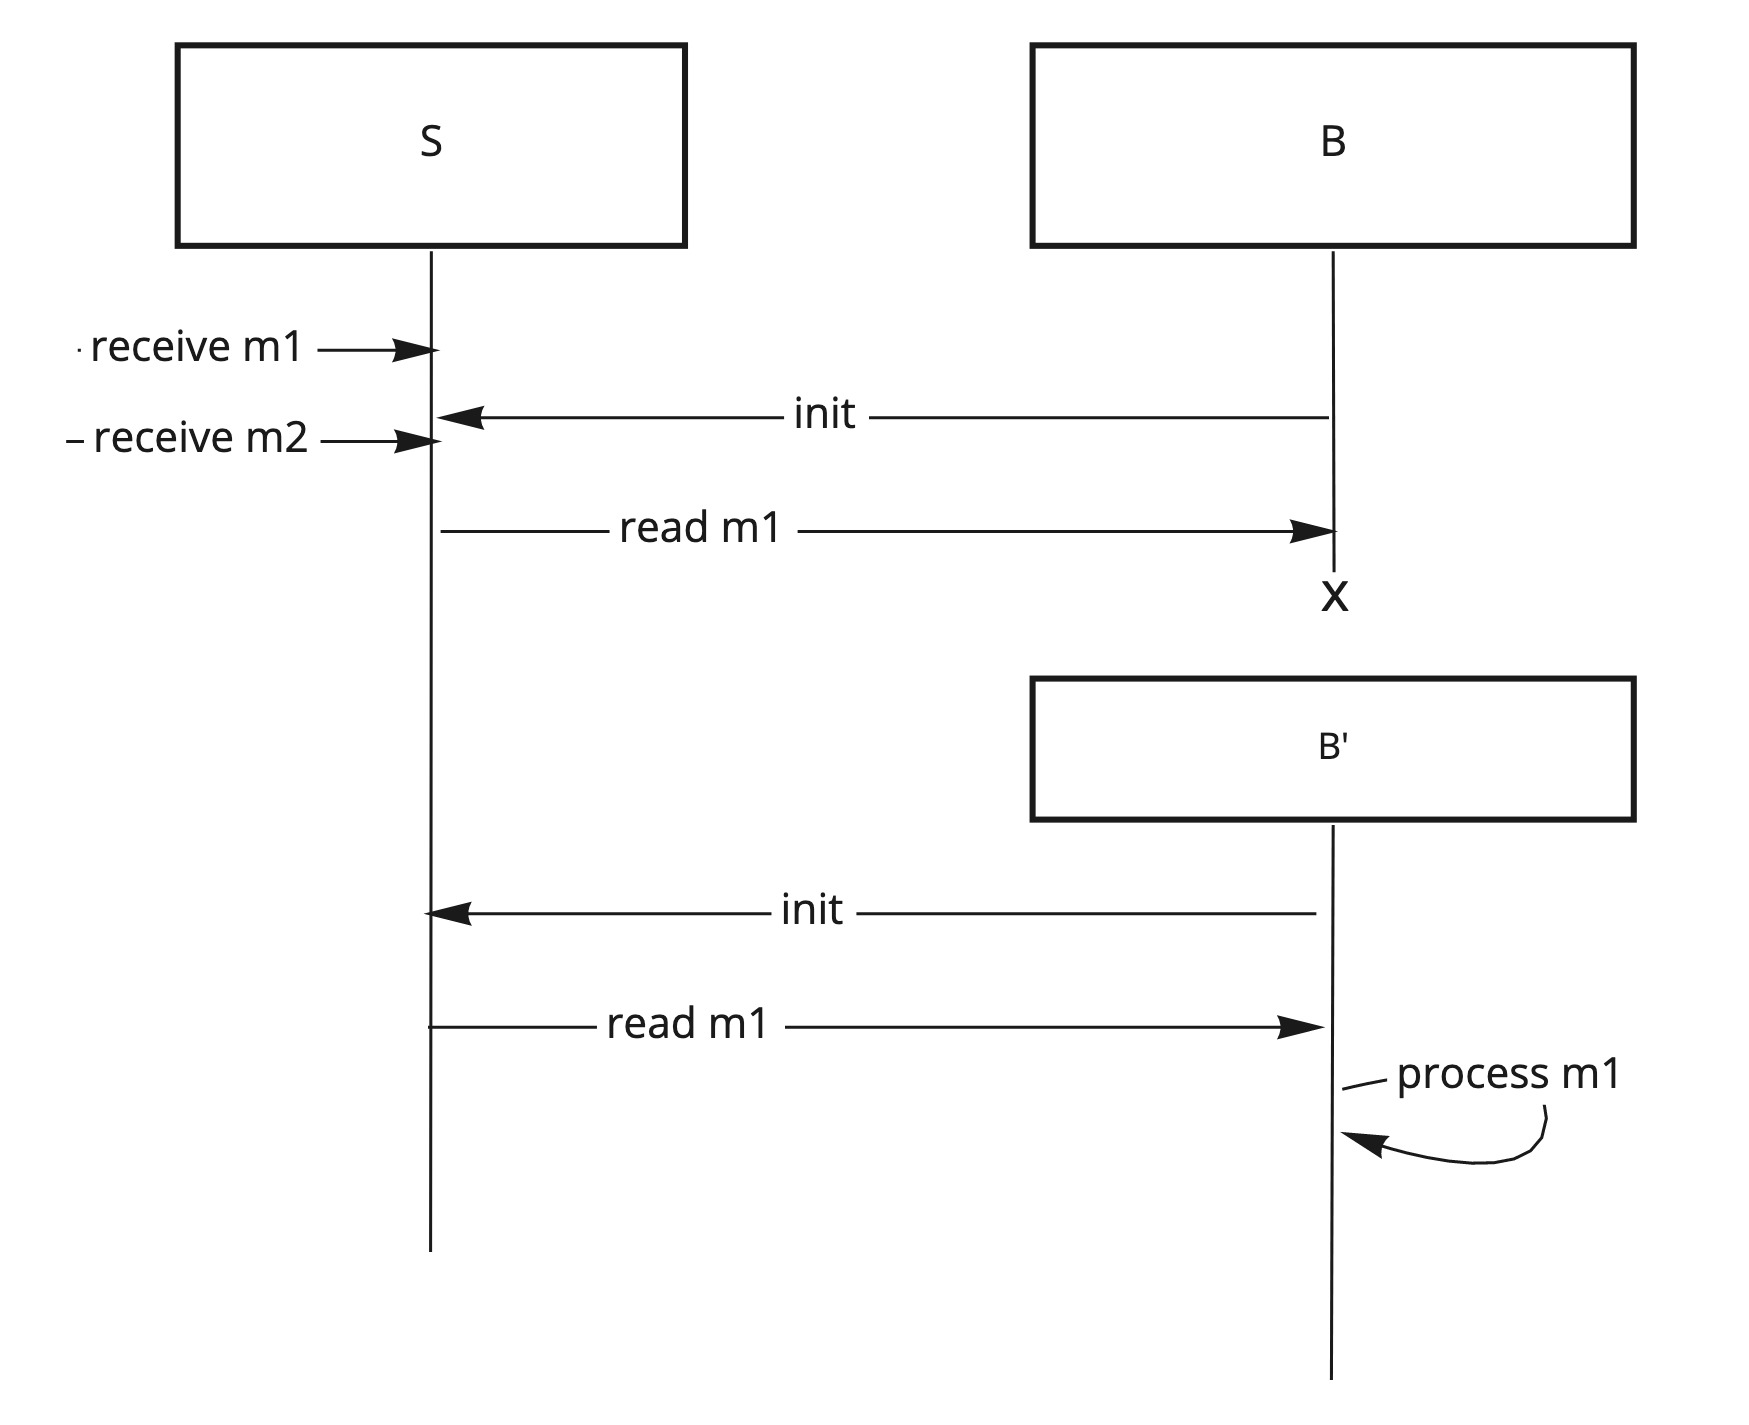 S
B
receive m1
init
receive m2
read m1
x
B'
init
read m1
process m1